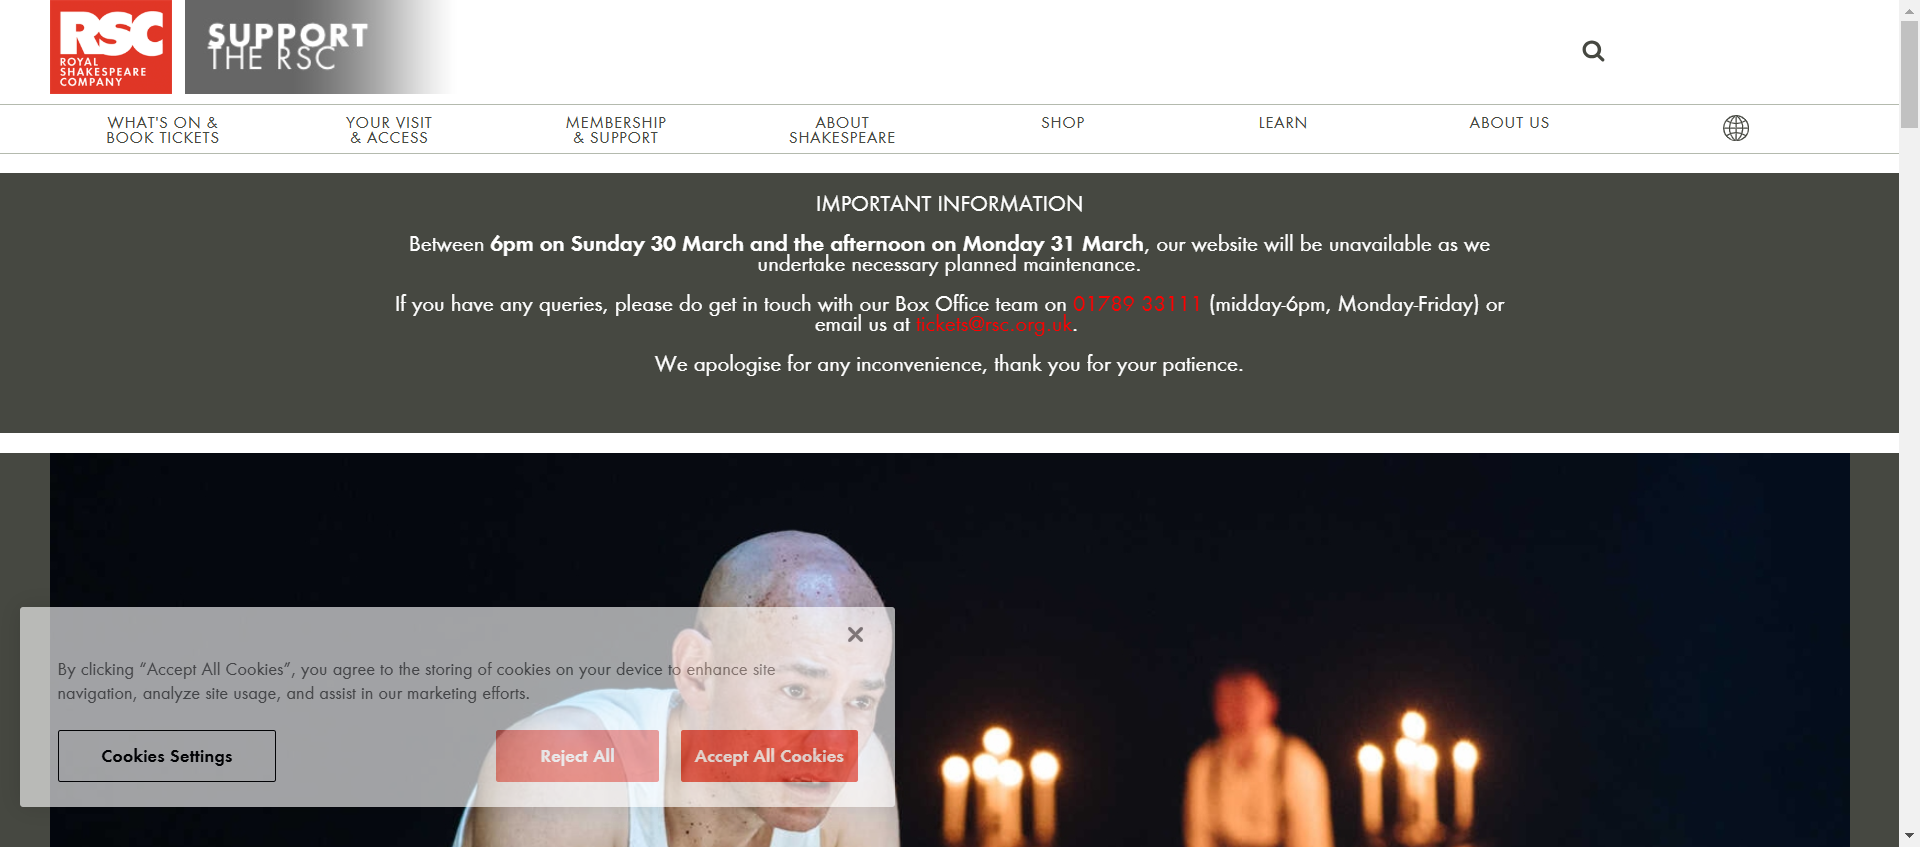 RSC
ROYAL
SHAKESPEARE
COMPANY
SUPPORT
THE RSC
WHAT'S ON &
BOOK TICKETS
YOUR VISIT
& ACCESS
MEMBERSHIP
& SUPPORT
ABOUT
SHAKESPEARE
SHOP
LEARN
ABOUT US
IMPORTANT INFORMATION
Between 6pm on Sunday 30 March and the afternoon on Monday 31 March, our website will be unavailable as we
undertake necessary planned maintenance.
If you have any queries, please do get in touch with our Box Office team on 01789 33111 (midday-6pm, Monday-Friday) or
email us at tickets@rsc.org.uk.
We apologise for any inconvenience, thank you for your patience.
By clicking “Accept All Cookies”, you agree to the storing of cookies on your device to enhance site
navigation, analyze site usage, and assist in our marketing efforts.
Cookies Settings
Reject All
Accept All Cookies